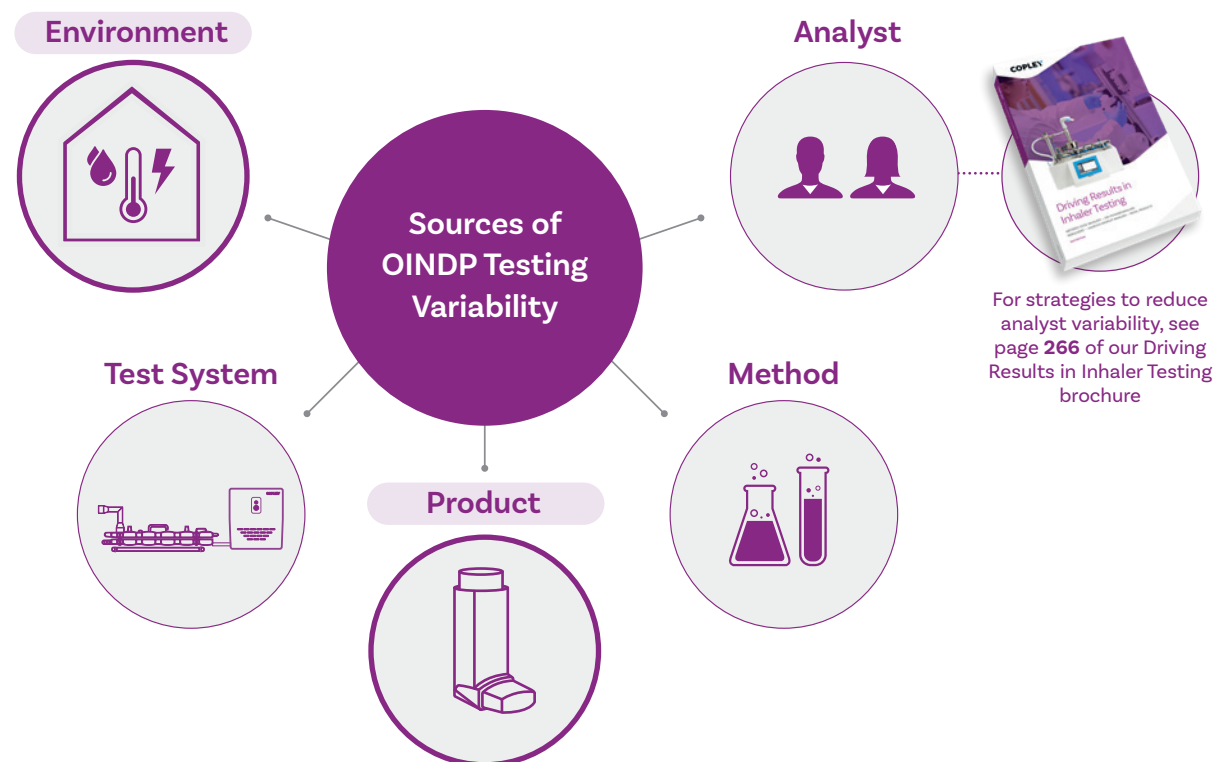 Environment
Analyst
COPLEY
Driving Results in
Inhaler Testing
Sources of
OINDP Testing
Variability
For strategies to reduce
analyst variability, see
page 266 of our Driving
Results in Inhaler Testing
brochure
Test System
Method
Product